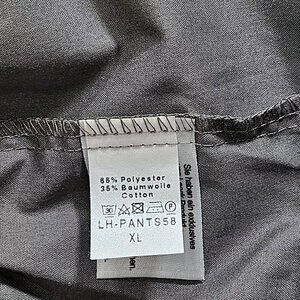 65% Polyester
35% Baumwolle
Cotton
LH-PANTS58
XL
Sie haben ein exklusives